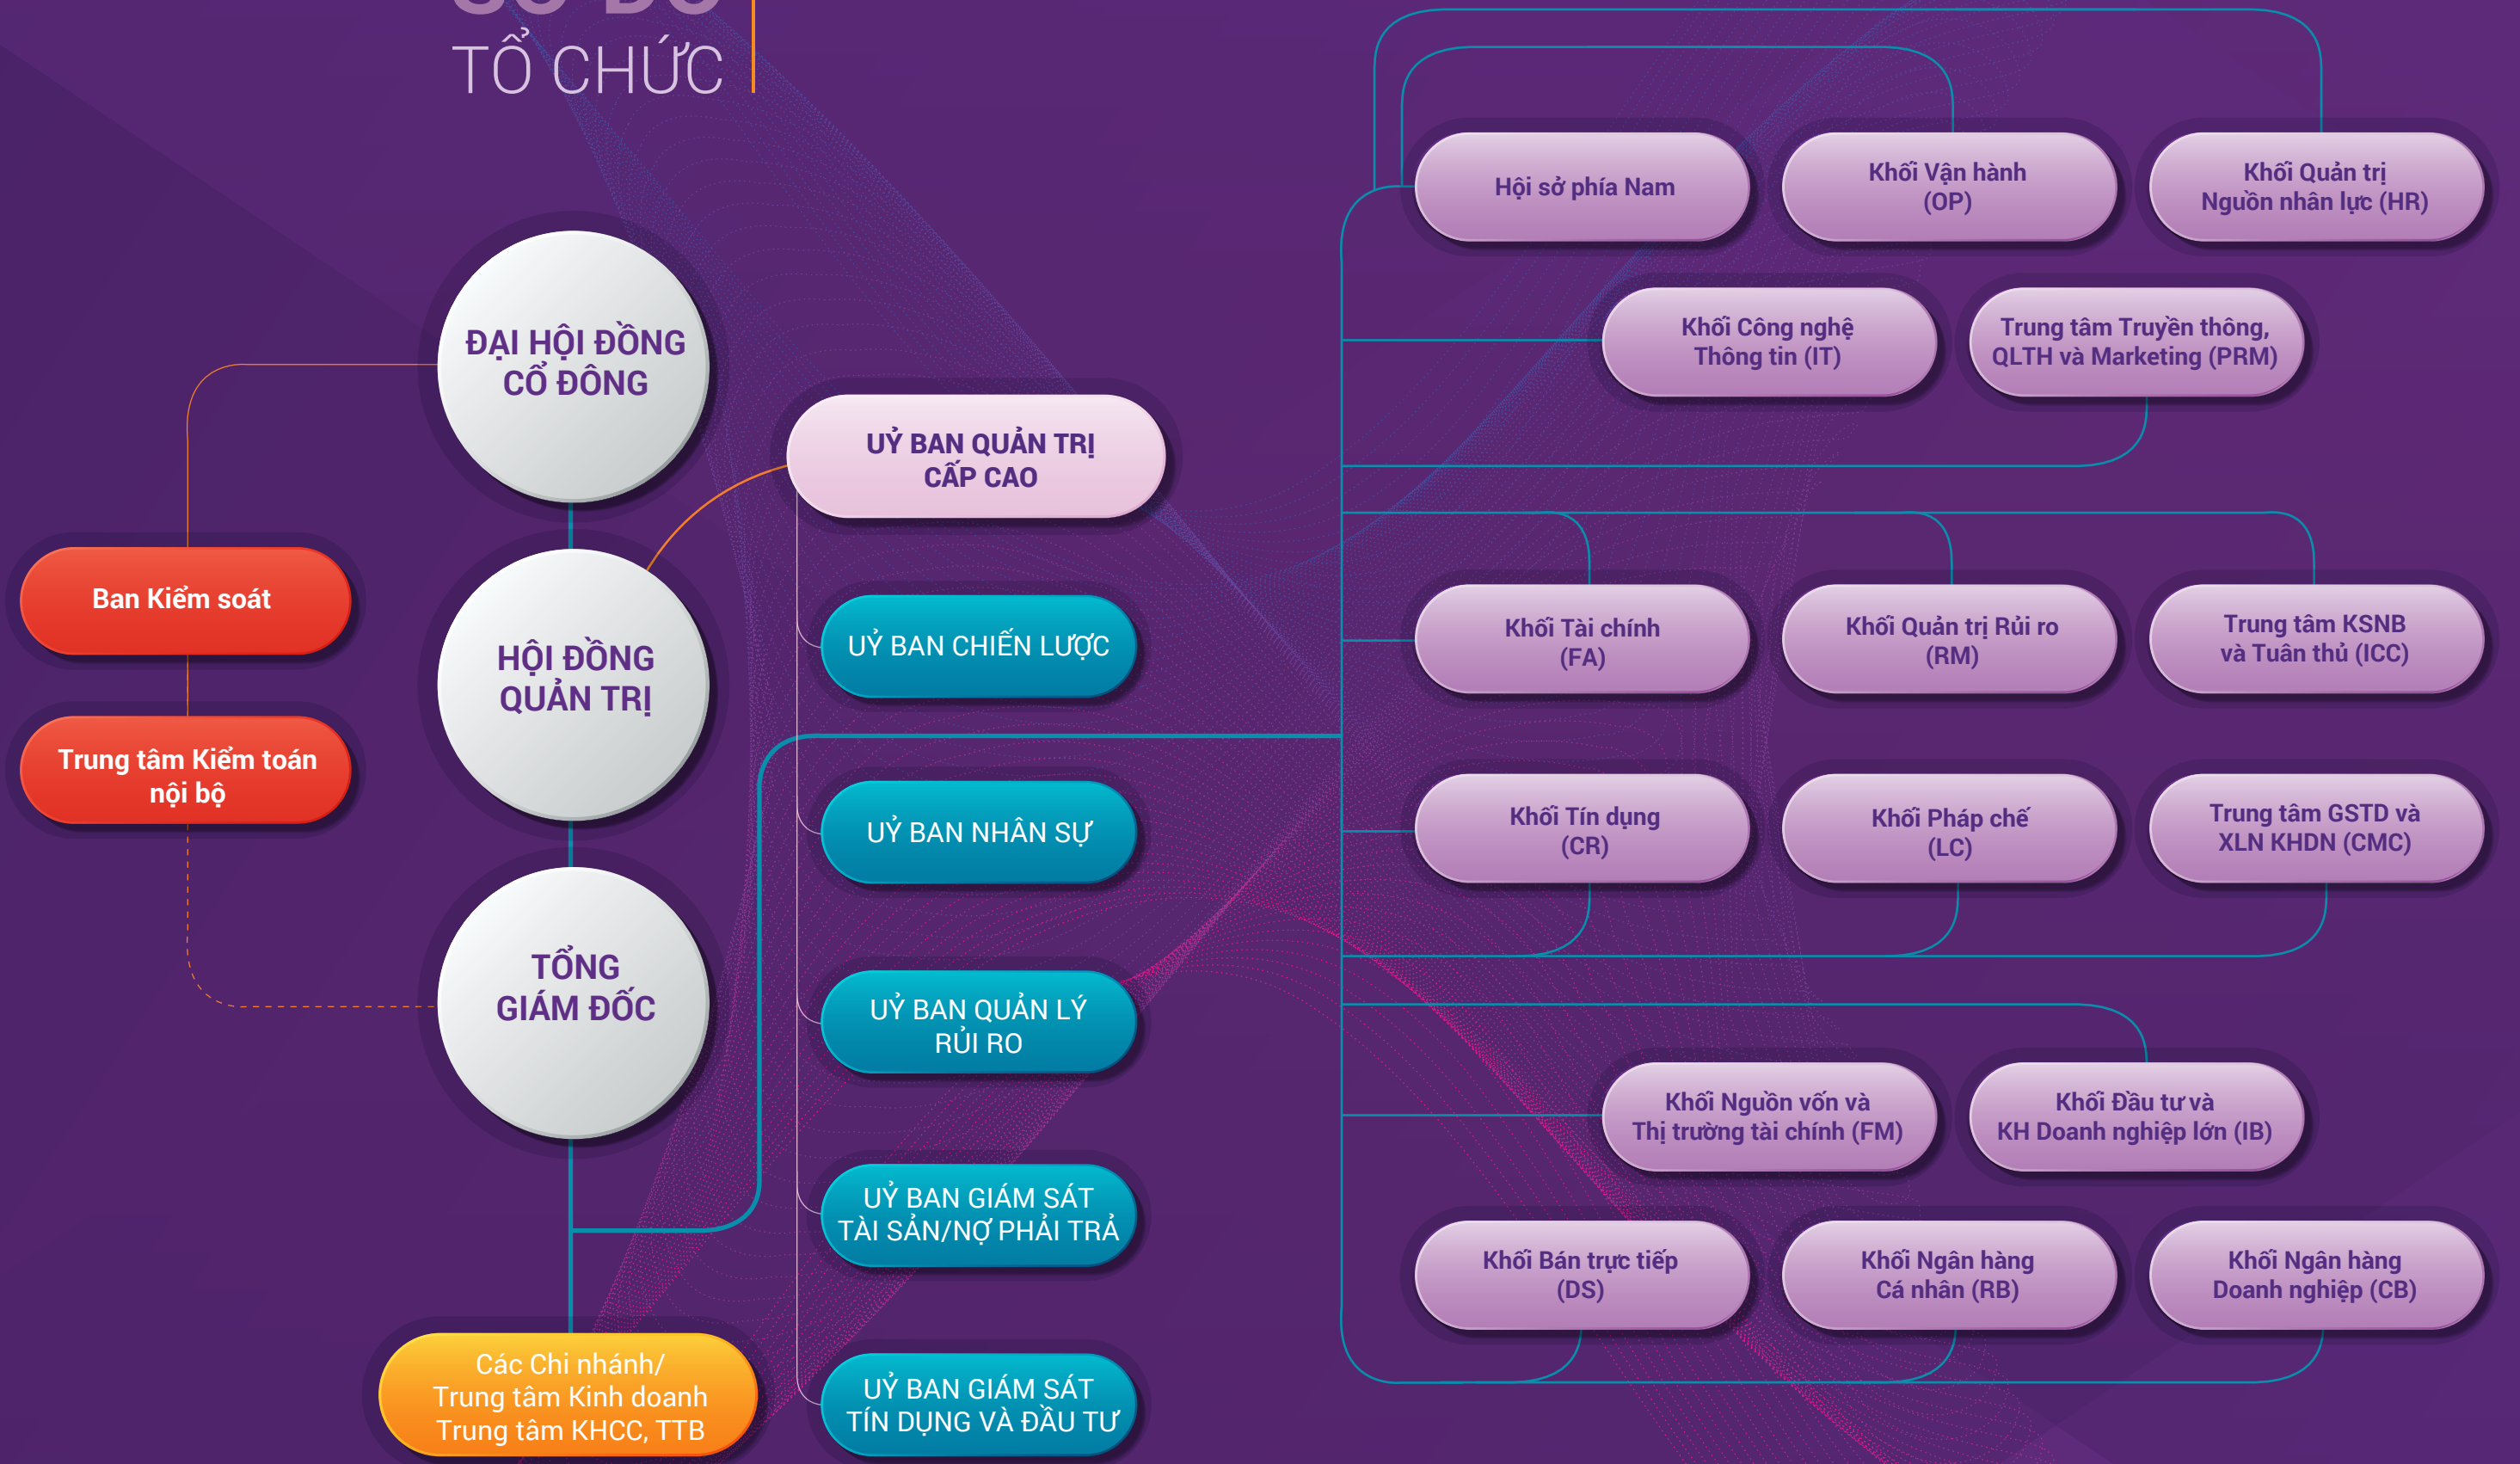 SƠ ĐỒ
TỔ CHỨC
ĐẠI HỘI ĐỒNG
CỔ ĐÔNG
HỘI ĐỒNG
QUẢN TRỊ
TỔNG
GIÁM ĐỐC
Ban Kiểm soát
Trung tâm Kiểm toán
nội bộ
Các Chi nhánh/
Trung tâm Kinh doanh
Trung tâm KHCC, TTB
UỶ BAN QUẢN TRỊ
CẤP CAO
UỶ BAN CHIẾN LƯỢC
UỶ BAN NHÂN SỰ
UỶ BAN QUẢN LÝ
RỦI RO
UỶ BAN GIÁM SÁT
TÀI SẢN/NỢ PHẢI TRẢ
UỶ BAN GIÁM SÁT
TÍN DỤNG VÀ ĐẦU TƯ
Hội sở phía Nam
Khối Vận hành
(OP)
Khối Quản trị
Nguồn nhân lực (HR)
Khối Công nghệ
Thông tin (IT)
Trung tâm Truyền thông,
QLTH và Marketing (PRM)
Khối Tài chính
(FA)
Khối Quản trị Rủi ro
(RM)
Trung tâm KSNB
và Tuân thủ (ICC)
Khối Tín dụng
(CR)
Khối Pháp chế
(LC)
Trung tâm GSTD và
XLN KHDN (CMC)
Khối Nguồn vốn và
Thị trường tài chính (FM)
Khối Đầu tư và
KH Doanh nghiệp lớn (IB)
Khối Bán trực tiếp
(DS)
Khối Ngân hàng
Cá nhân (RB)
Khối Ngân hàng
Doanh nghiệp (CB)